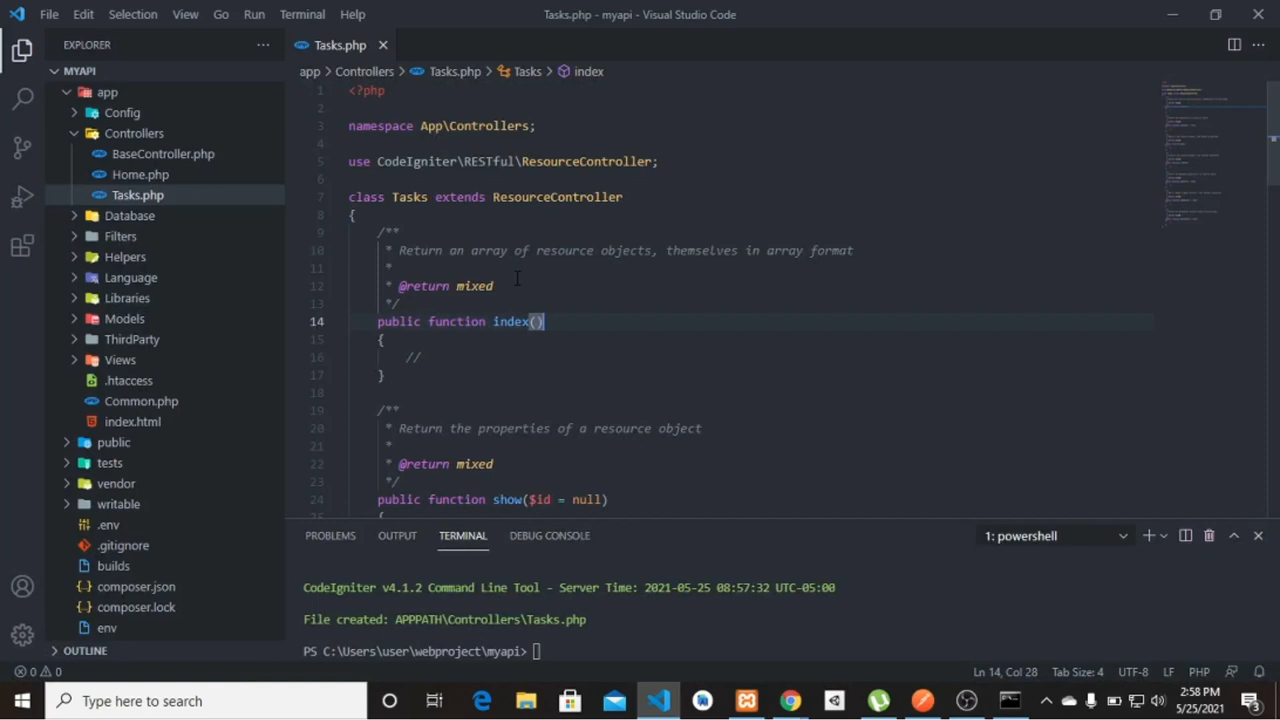 File Edit Selection View Go Run Terminal Help
Tasks.php - myapi - Visual Studio Code
EXPLORER
Tasks.php
MYAPI
app > Controllers > Tasks.php > Tasks > index
app
Config
Controllers
BaseController.php
Home.php
Tasks.php
Database
Filters
Helpers
Language
Libraries
Models
ThirdParty
Views
.htaccess
Common.php
index.html
public
tests
vendor
writable
.env
.gitignore
builds
composer.json
composer.lock
env
OUTLINE
1 <?php
2
3 namespace App\Controllers;
4
5 use CodeIgniter\RESTful\ResourceController;
6
7 class Tasks extends ResourceController
8 {
9 /**
10 * Return an array of resource objects, themselves in array format
11 *
12 * @return mixed
13 */
14 public function index()
15 {
16 //
17 }
18
19 /**
20 * Return the properties of a resource object
21 *
22 * @return mixed
23 */
24 public function show($id = null)
PROBLEMS OUTPUT TERMINAL DEBUG CONSOLE
1: powershell
CodeIgniter v4.1.2 Command Line Tool - Server Time: 2021-05-25 08:57:32 UTC-05:00
File created: APPPATH\Controllers\Tasks.php
PS C:\Users\user\webproject\myapi>
0 0
Ln 14, Col 28 Tab Size: 4 UTF-8 LF PHP
Type here to search
2:58 PM
5/25/2021
3